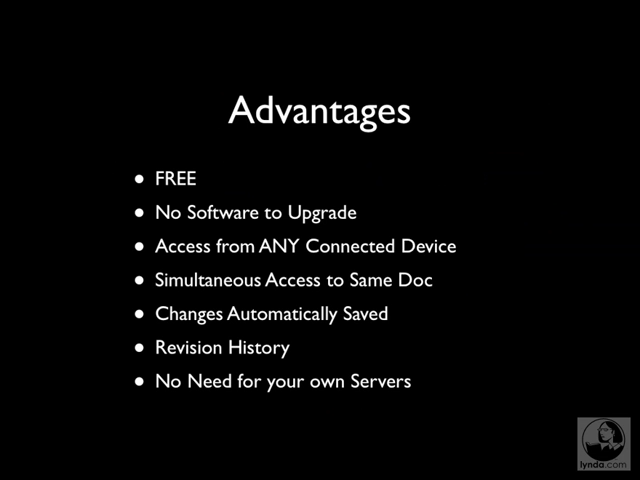 Advantages
• FREE
• No Software to Upgrade
• Access from ANY Connected Device
• Simultaneous Access to Same Doc
• Changes Automatically Saved
• Revision History
• No Need for your own Servers
lynda.com